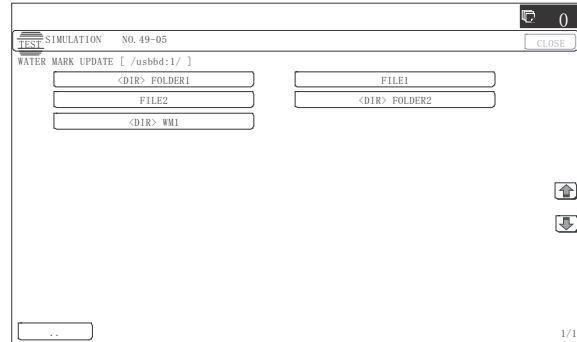 0
TEST SIMULATION NO. 49-05 CLOSE
WATER MARK UPDATE [ /usbbd:1/ ]
<DIR> FOLDER1 FILE1
FILE2 <DIR> FOLDER2
<DIR> WM1
.. 1/1